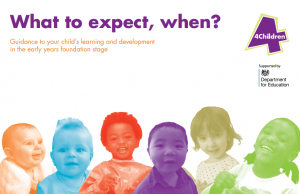 What to expect, when?
Guidance to your child's learning and development
in the early years foundation stage
4Children
Supported by
Department
for Education